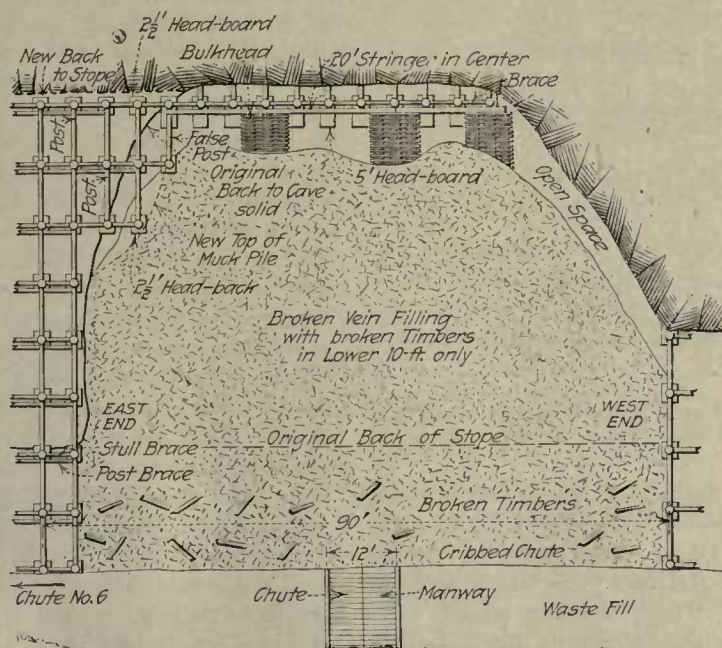 2½' Head-board
New Back
to Stope
Bulkhead
20' Stringer in Center
Brace
Post
False
Post
Original
Back to Cave
solid
5' Head-board
Open Space
Post
New Top of
Muck Pile
2½' Head-back
Broken Vein Filling
with broken Timbers
in Lower 10-ft. only
EAST
END
WEST
END
Original Back of Stope
Stull Brace
Post Brace
Broken Timbers
90'
12'
Cribbed Chute
Chute No.6
Chute
Manway
Waste Fill